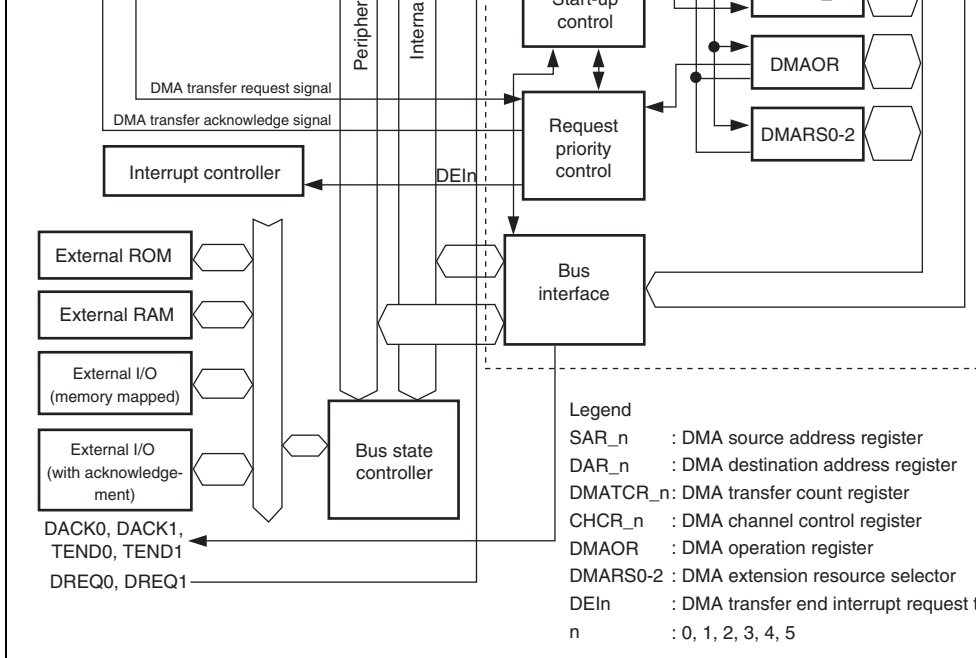 Start-up
control
DMAOR
DMA transfer request signal
DMA transfer acknowledge signal
Request
priority
control
DMARS0-2
Interrupt controller
DEIn
External ROM
Bus
interface
External RAM
External I/O
(memory mapped)
External I/O
(with acknowledge-
ment)
Bus state
controller
DACK0, DACK1,
TEND0, TEND1
DREQ0, DREQ1
Legend
SAR_n : DMA source address register
DAR_n : DMA destination address register
DMATCR_n: DMA transfer count register
CHCR_n : DMA channel control register
DMAOR : DMA operation register
DMARS0-2 : DMA extension resource selector
DEIn : DMA transfer end interrupt request t
n : 0, 1, 2, 3, 4, 5
Peripher
Interna